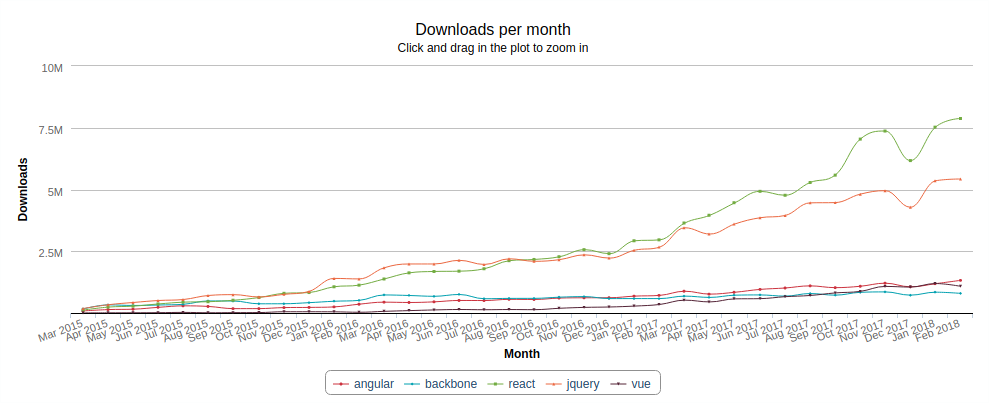 Downloads per month
Click and drag in the plot to zoom in
10M
7.5M
5M
2.5M
Downloads
Mar 2015
Apr 2015
May 2015
Jun 2015
Jul 2015
Aug 2015
Sep 2015
Oct 2015
Nov 2015
Dec 2015
Jan 2016
Feb 2016
Mar 2016
Apr 2016
May 2016
Jun 2016
Jul 2016
Aug 2016
Sep 2016
Oct 2016
Nov 2016
Dec 2016
Jan 2017
Feb 2017
Mar 2017
Apr 2017
May 2017
Jun 2017
Jul 2017
Aug 2017
Sep 2017
Oct 2017
Nov 2017
Dec 2017
Jan 2018
Feb 2018
Month
angular backbone react jquery vue